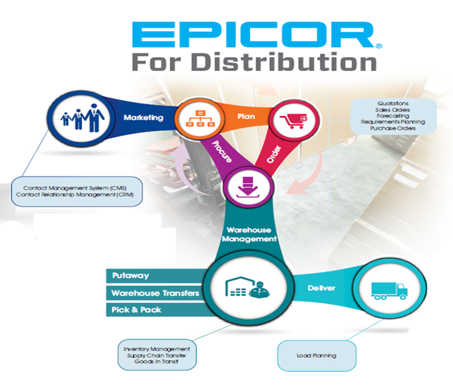 EPICOR®
For Distribution
Marketing
Plan
Procure
Order
Quotations
Sales Orders
Forecasting
Requirements Planning
Purchase Orders
Contact Management System (CMS)
Contact Relationship Management (CRM)
Warehouse
Management
Putaway
Warehouse Transfers
Pick & Pack
Deliver
Inventory Management
Supply Chain Transfer
Goods In Transit
Load Planning